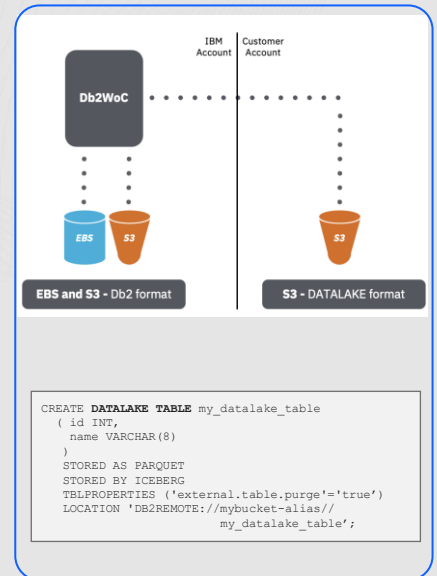 IBM Account
Customer Account
Db2WoC
EBS
S3
S3
EBS and S3 - Db2 format
S3 - DATALAKE format
CREATE DATALAKE TABLE my_datalake_table
( id INT,
name VARCHAR(8)
)
STORED AS PARQUET
STORED BY ICEBERG
TBLPROPERTIES ('external.table.purge'='true’)
LOCATION 'DB2REMOTE://mybucket-alias//
my_datalake_table’;